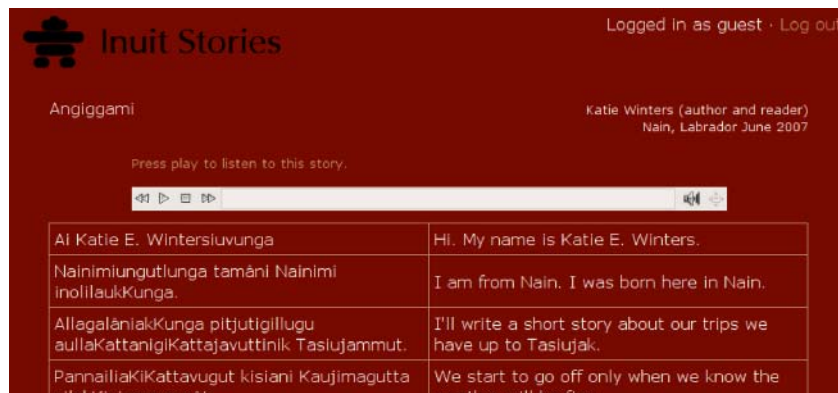 Inuit Stories
Logged in as guest · Log out
Angiggami
Katie Winters (author and reader)
Nain, Labrador June 2007
Press play to listen to this story.
Ai Katie E. Wintersiuvunga
Hi. My name is Katie E. Winters.
Nainimiungutlunga tamâni Nainimi
inolilaukKunga.
I am from Nain. I was born here in Nain.
AllagalâniakKunga pitjutigillugu
aullaKattanigiKattajavuttinik Tasiujammut.
I'll write a short story about our trips we
have up to Tasiujak.
PannailiaKiKattavugut kisiani Kaujimagutta
We start to go off only when we know the